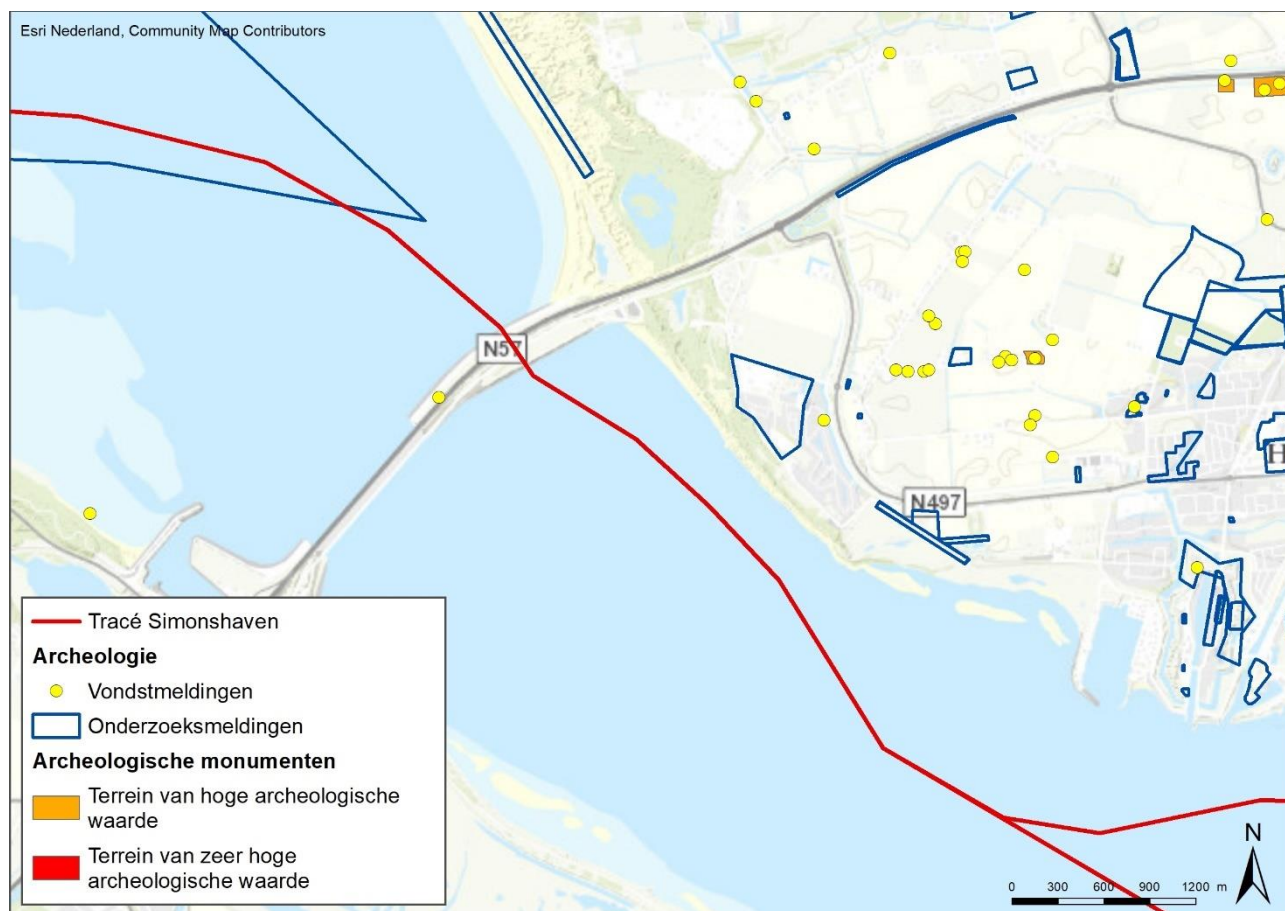 Esri Nederland, Community Map Contributors
N57
N497
H
Tracé Simonshaven
Archeologie
Vondstmeldingen
Onderzoeksmeldingen
Archeologische monumenten
Terrein van hoge archeologische
waarde
Terrein van zeer hoge
archeologische waarde
N
0 300 600 900 1200 m